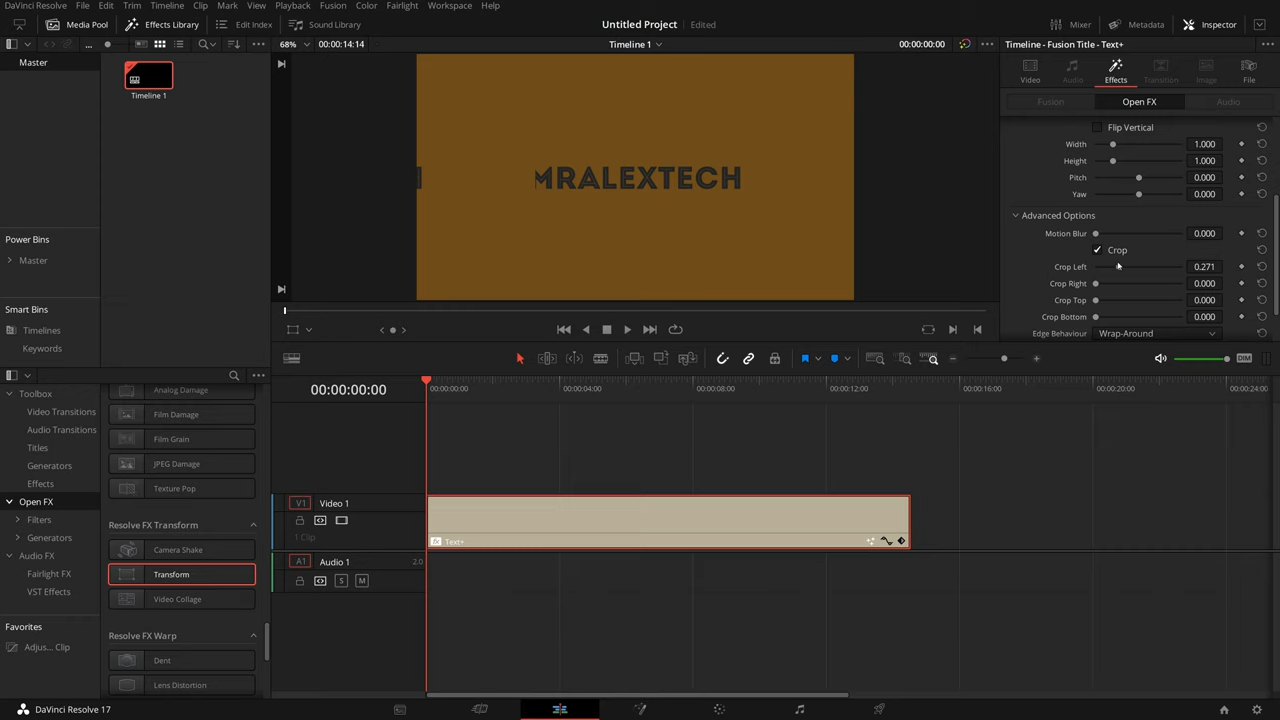 DaVinci Resolve File Edit Trim Timeline Clip Mark View Playback Fusion Color Fairlight Workspace Help
Media Pool Effects Library Edit Index Sound Library Untitled Project Edited Mixer Metadata Inspector
... 68% 00:00:14:14 Timeline 1 00:00:00:00 Timeline - Fusion Title - Text+
Master
Timeline 1
Video Audio Effects Transition Image File
Fusion Open FX Audio
Flip Vertical
Width 1.000
Height 1.000
Pitch 0.000
Yaw 0.000
Advanced Options
Motion Blur 0.000
Crop
Crop Left 0.271
Crop Right 0.000
Crop Top 0.000
Crop Bottom 0.000
Edge Behaviour Wrap-Around
MRALEXTECH
Power Bins
Master
Smart Bins
Timelines
Keywords
DIM
00:00:00:00
00:00:00:00 00:00:04:00 00:00:08:00 00:00:12:00 00:00:16:00 00:00:20:00 00:00:24:00
Toolbox
Video Transitions
Audio Transitions
Titles
Generators
Effects
Open FX
Filters
Generators
Audio FX
Fairlight FX
VST Effects
Favorites
Adjus... Clip
Analog Damage
Film Damage
Film Grain
JPEG Damage
Texture Pop
Resolve FX Transform
Camera Shake
Transform
Video Collage
Resolve FX Warp
Dent
Lens Distortion
V1 Video 1
1 Clip
fx Text+
A1 Audio 1 2.0
S M
DaVinci Resolve 17